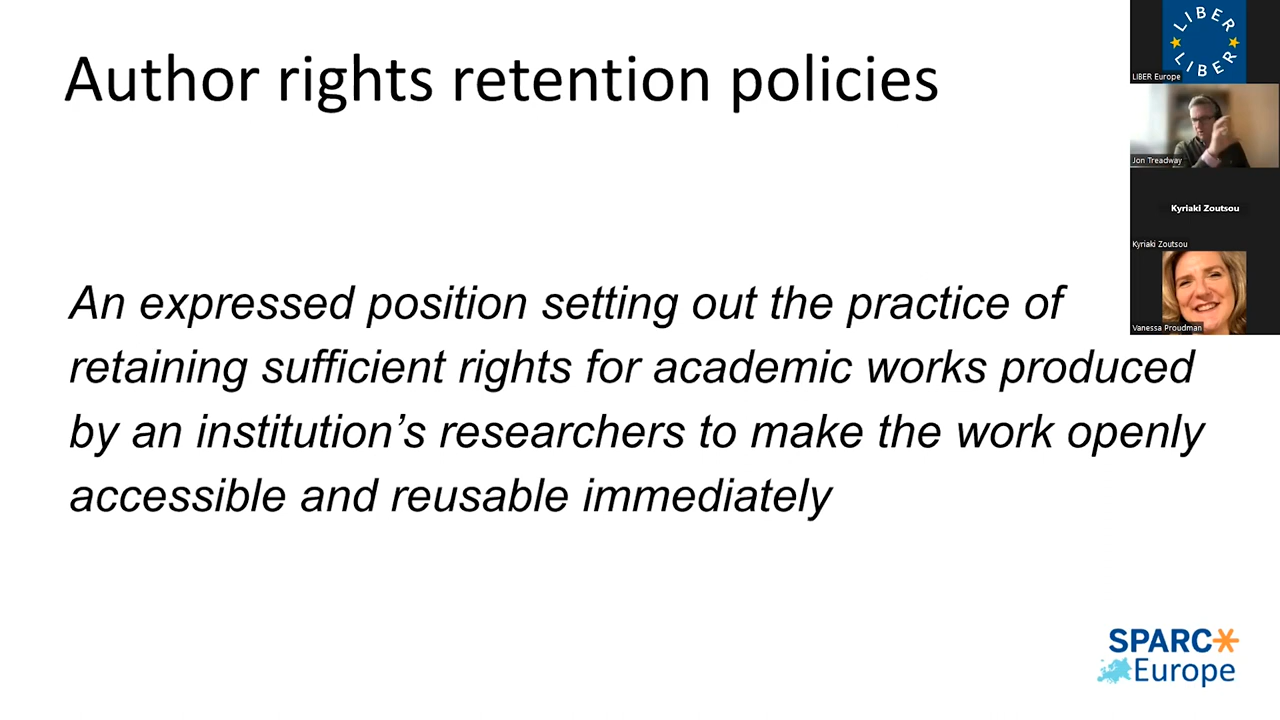 Author rights retention policies
LIBER
LIBER
LIBER Europe
Jon Treadway
Kyriaki Zoutsou
Kyriaki Zoutsou
Vanessa Proudman
An expressed position setting out the practice of
retaining sufficient rights for academic works produced
by an institution’s researchers to make the work openly
accessible and reusable immediately
SPARC
Europe